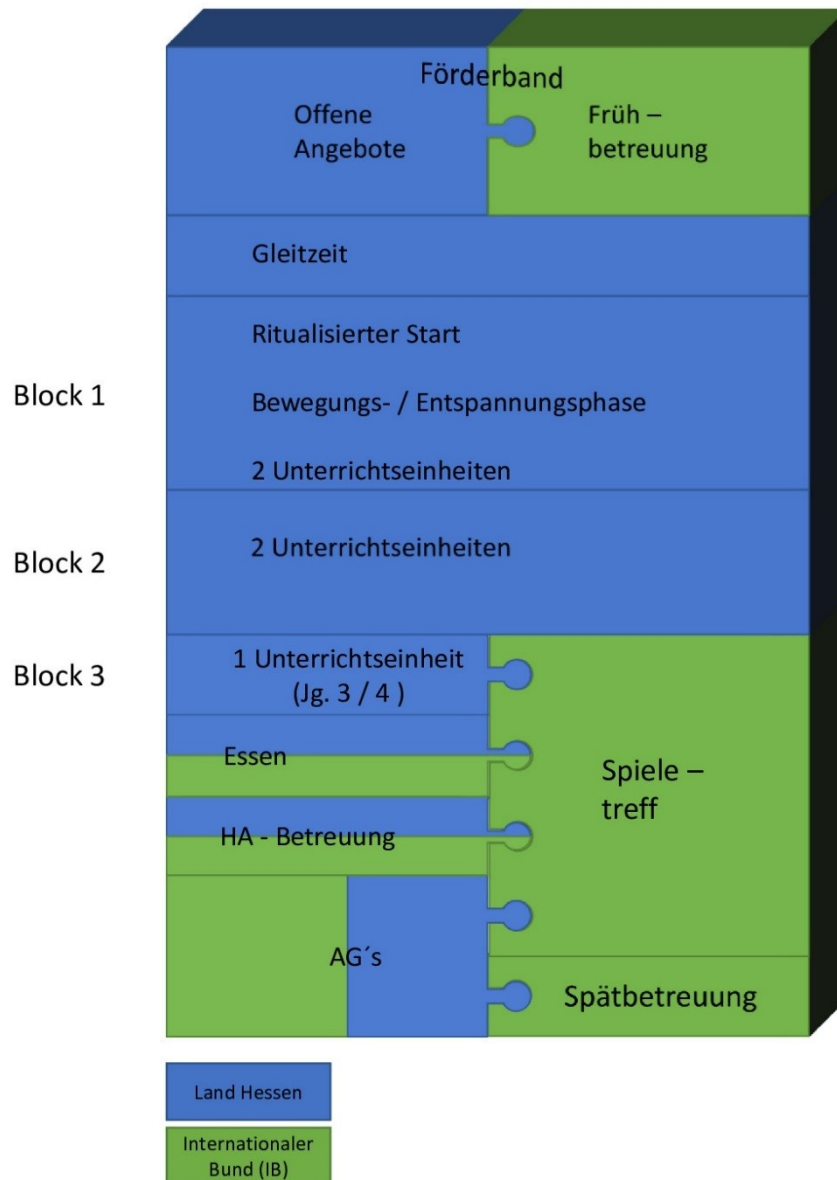 Förderband
Offene
Angebote
Früh –
betreuung
Gleitzeit
Ritualisierter Start
Block 1
Bewegungs- / Entspannungsphase
2 Unterrichtseinheiten
Block 2
2 Unterrichtseinheiten
Block 3
1 Unterrichtseinheit
(Jg. 3 / 4 )
Essen
Spiele –
treff
HA - Betreuung
AG´s
Spätbetreuung
Land Hessen
Internationaler
Bund (IB)